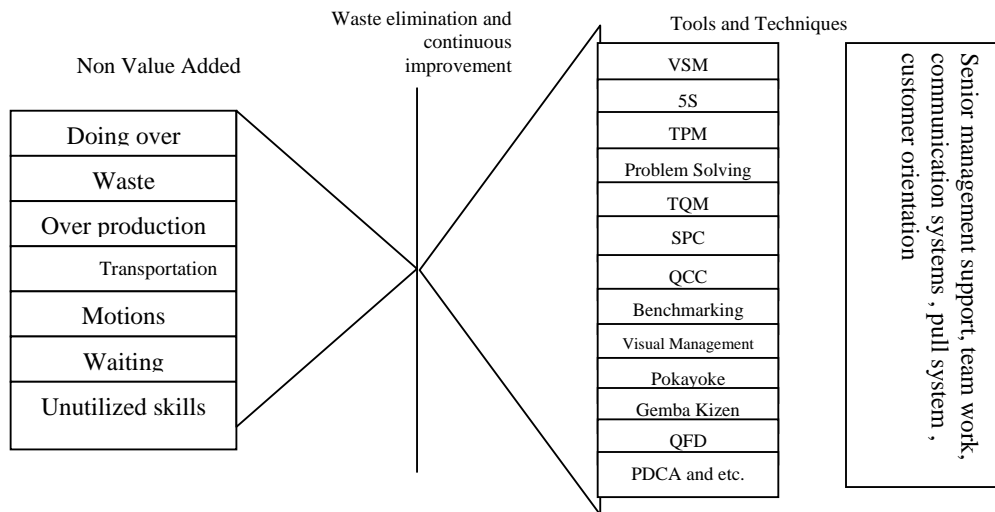 Non Value Added
Doing over
Waste
Over production
Transportation
Motions
Waiting
Unutilized skills
Waste elimination and
continuous
improvement
Tools and Techniques
VSM
5S
TPM
Problem Solving
TQM
SPC
QCC
Benchmarking
Visual Management
Pokayoke
Gemba Kizen
QFD
PDCA and etc.
Senior management support, team work,
communication systems , pull system ,
customer orientation